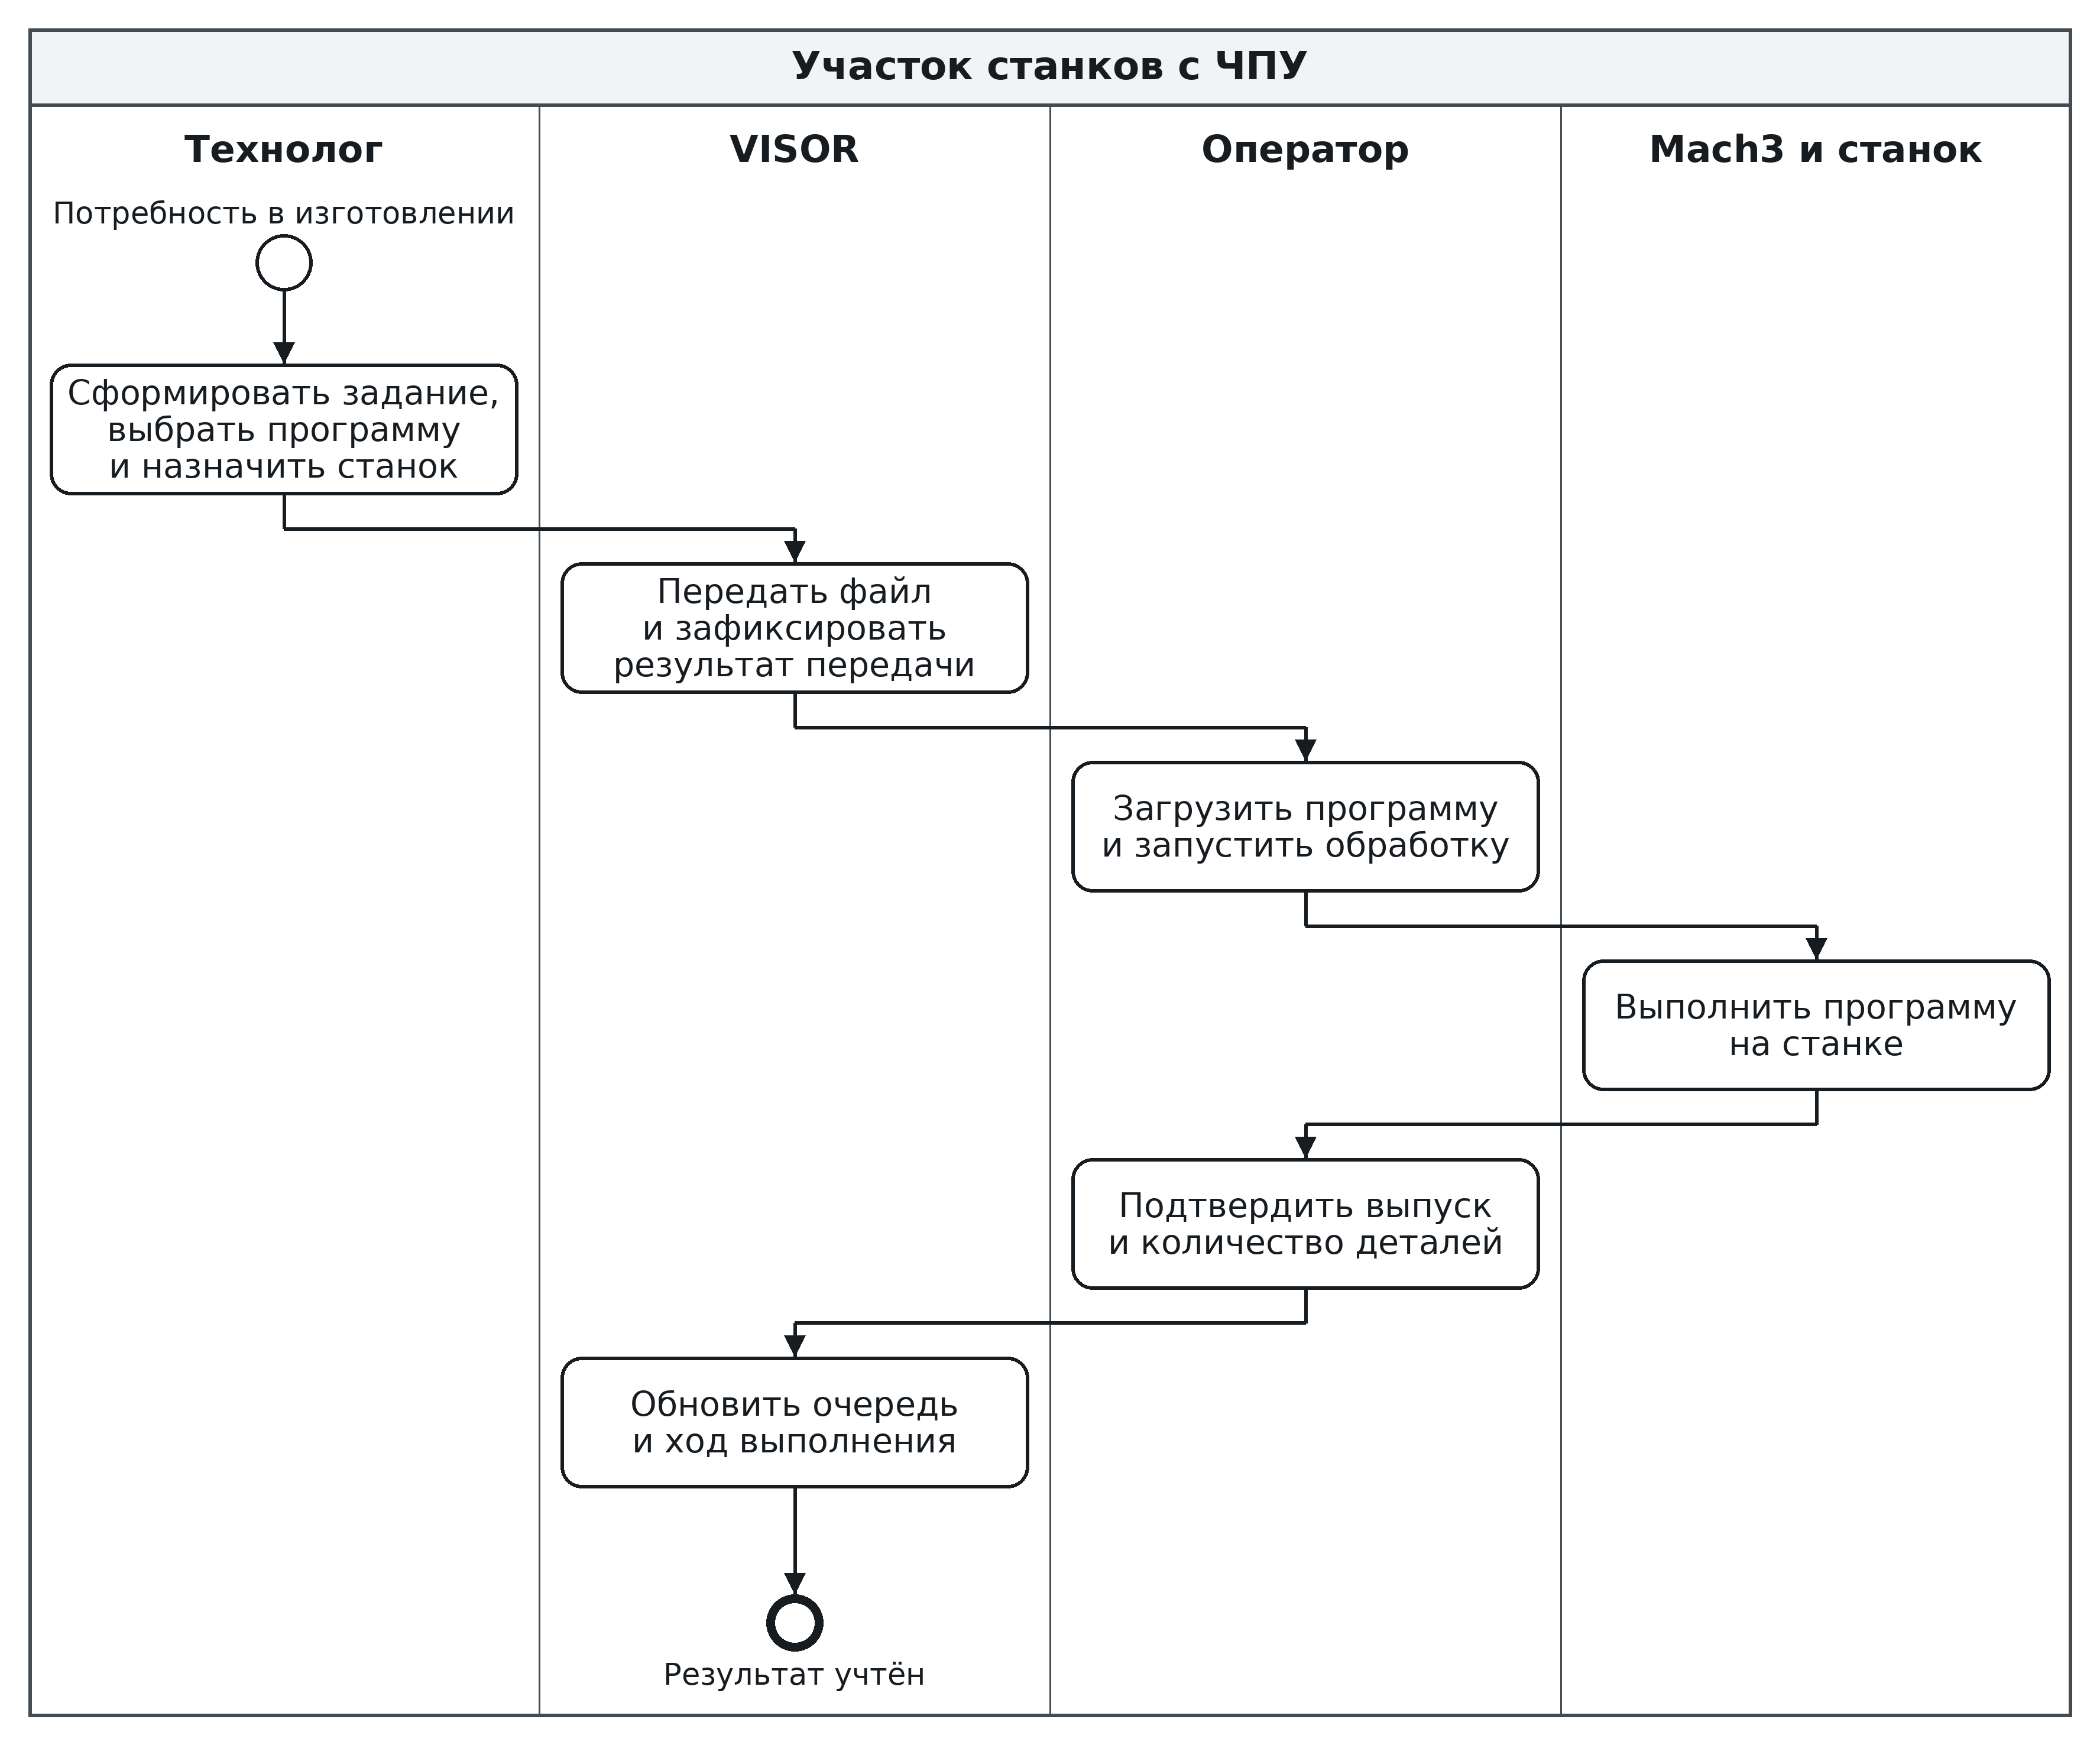 Участок станков с ЧПУ
Технолог
VISOR
Оператор
Mach3 и станок
Потребность в изготовлении
Сформировать задание,
выбрать программу
и назначить станок
Передать файл
и зафиксировать
результат передачи
Загрузить программу
и запустить обработку
Выполнить программу
на станке
Подтвердить выпуск
и количество деталей
Обновить очередь
и ход выполнения
Результат учтён